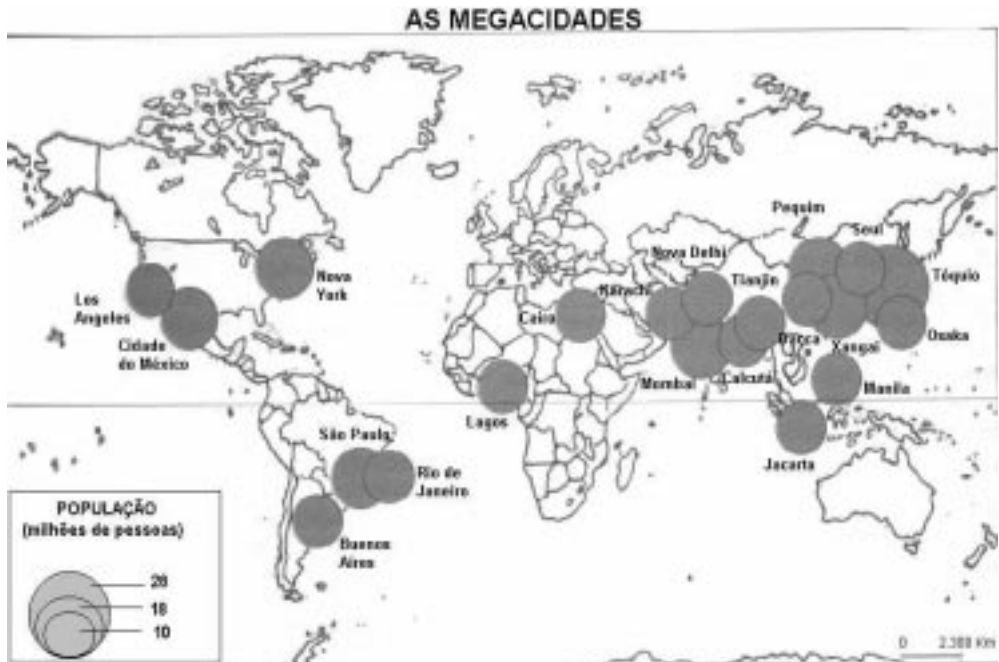 AS MEGACIDADES
Pequim
Seul
Nova Delhi
Tianjin
Tóquio
Nova
York
Karachi
Los
Angeles
Cairo
Cidade
do México
Dacca
Xangai
Osaka
Mombai
Calcutá
Manila
Lagos
São Paulo
Jacarta
Rio de
Janeiro
Buenos
Aires
POPULAÇÃO
(milhões de pessoas)
28
18
10
0 2.300 Km